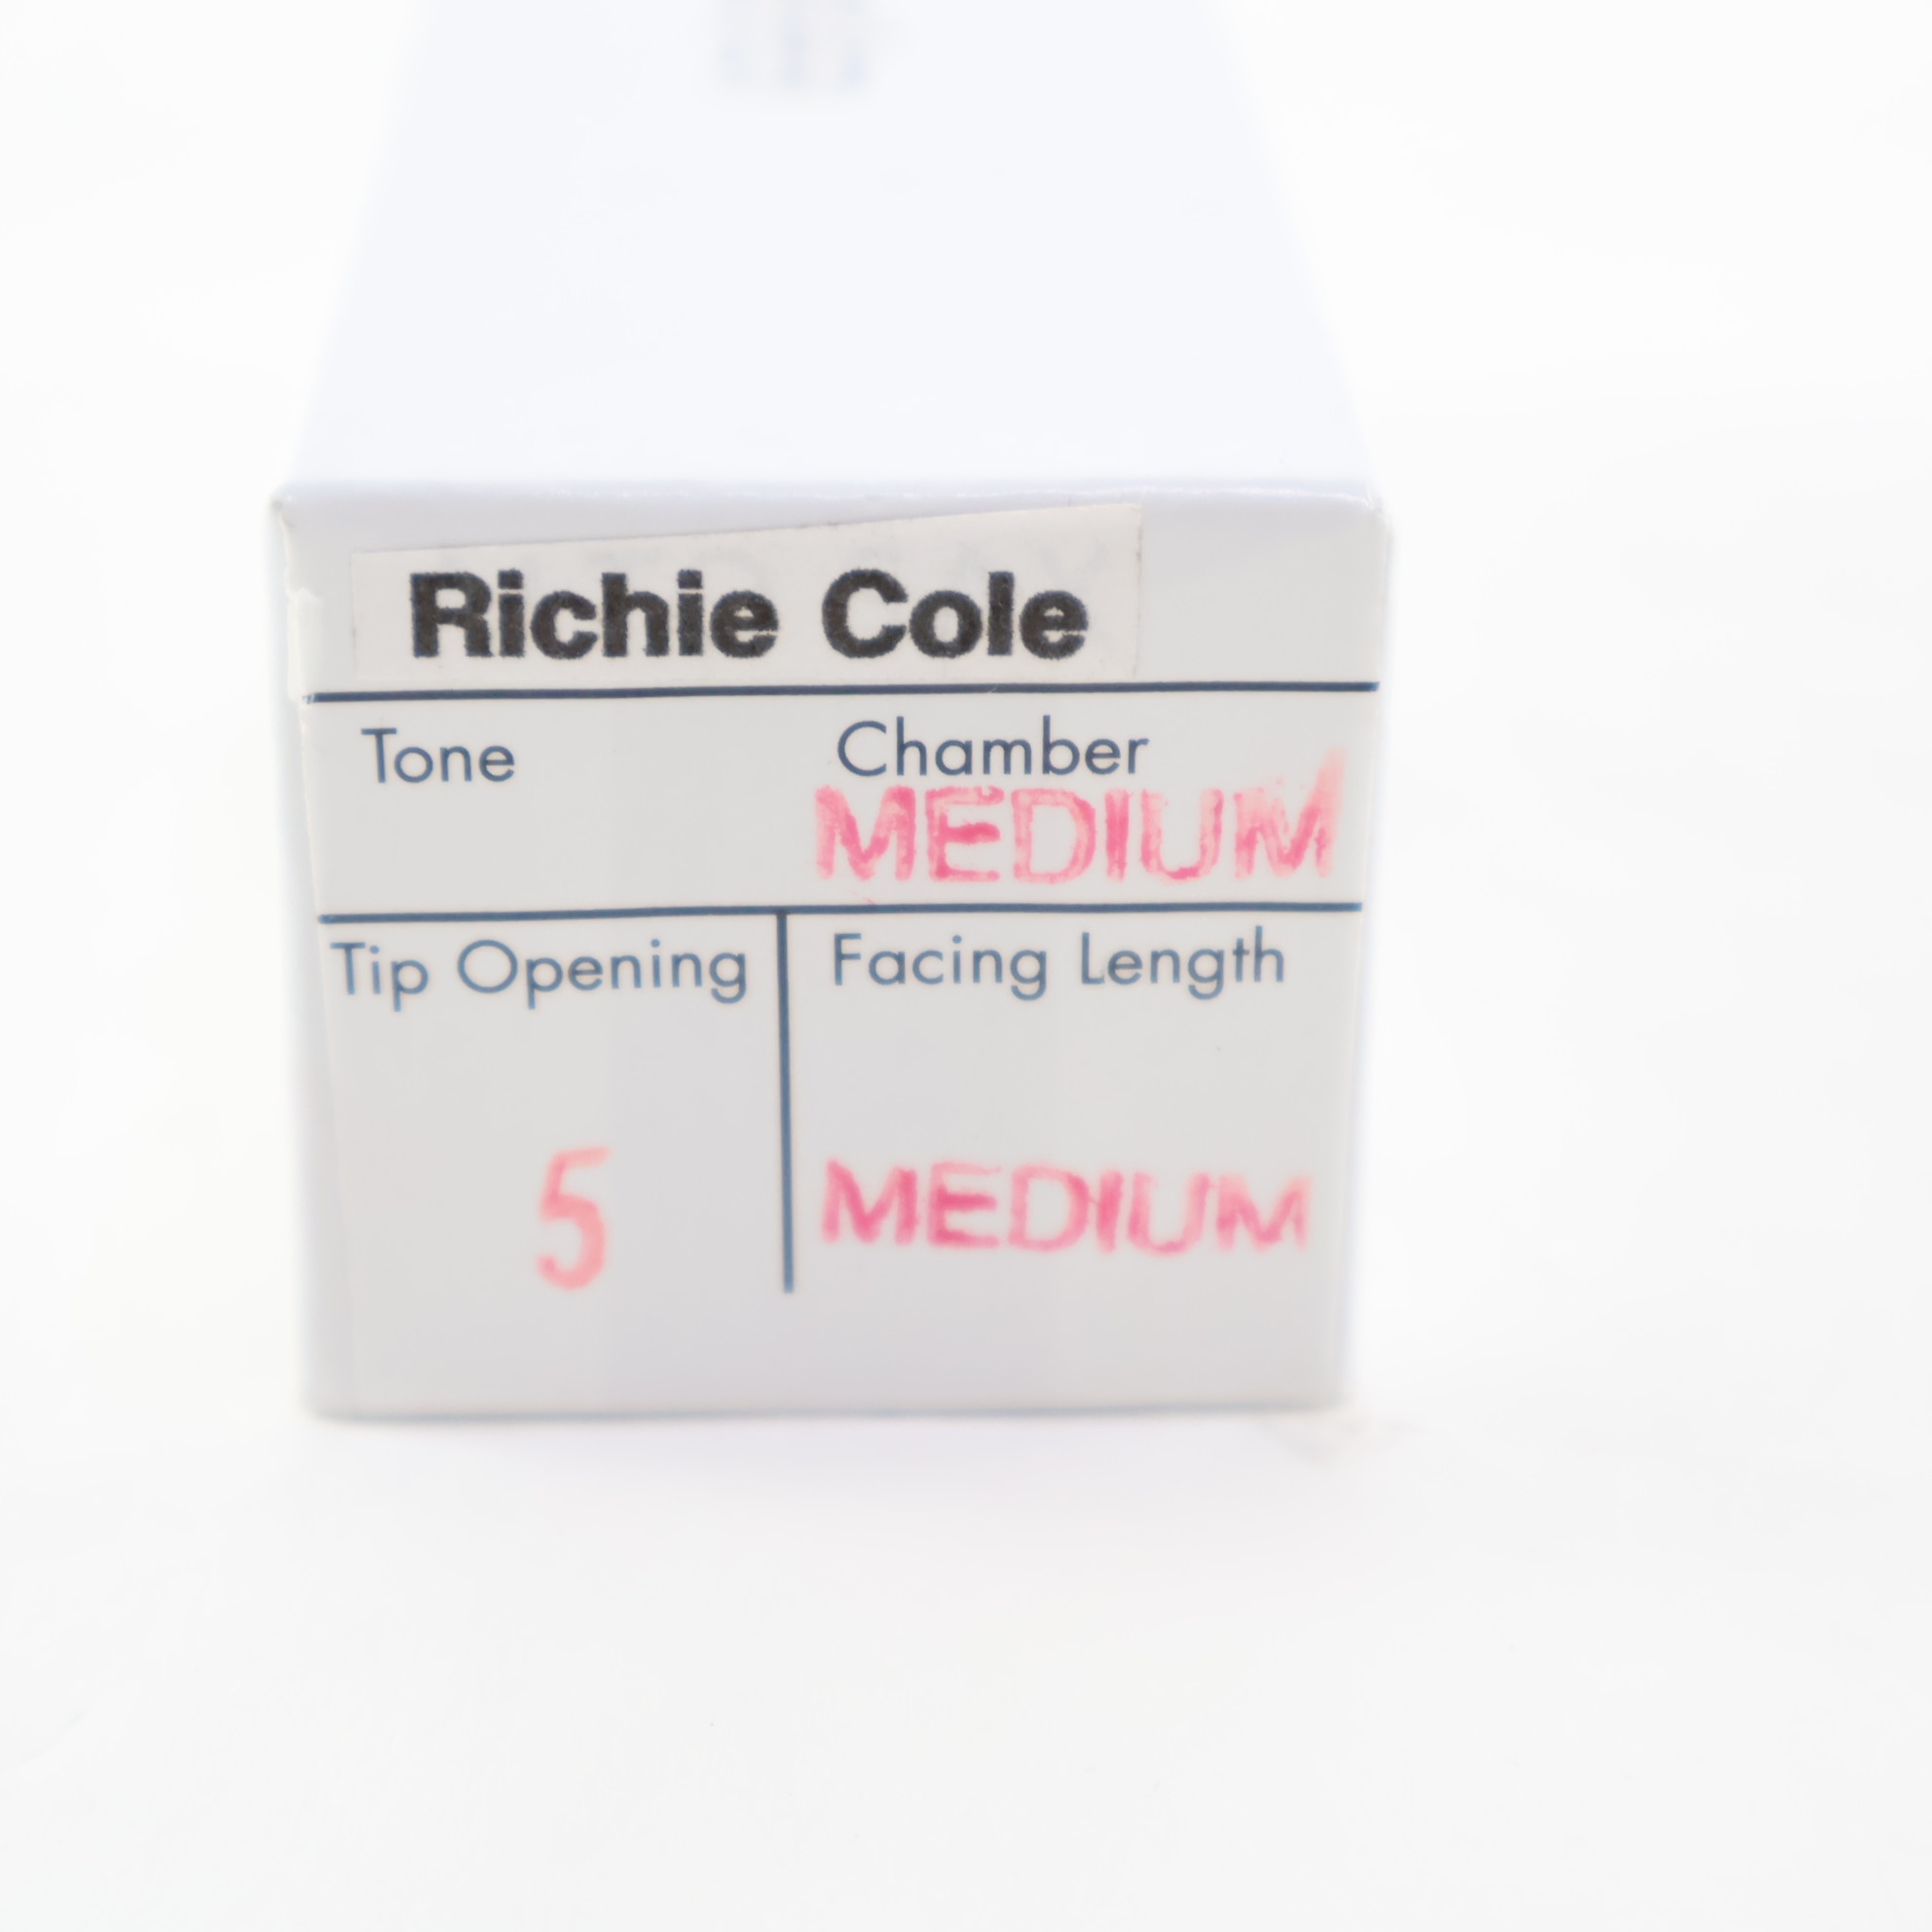 Richie Cole
Tone Chamber
MEDIUM
Tip Opening Facing Length
5 MEDIUM